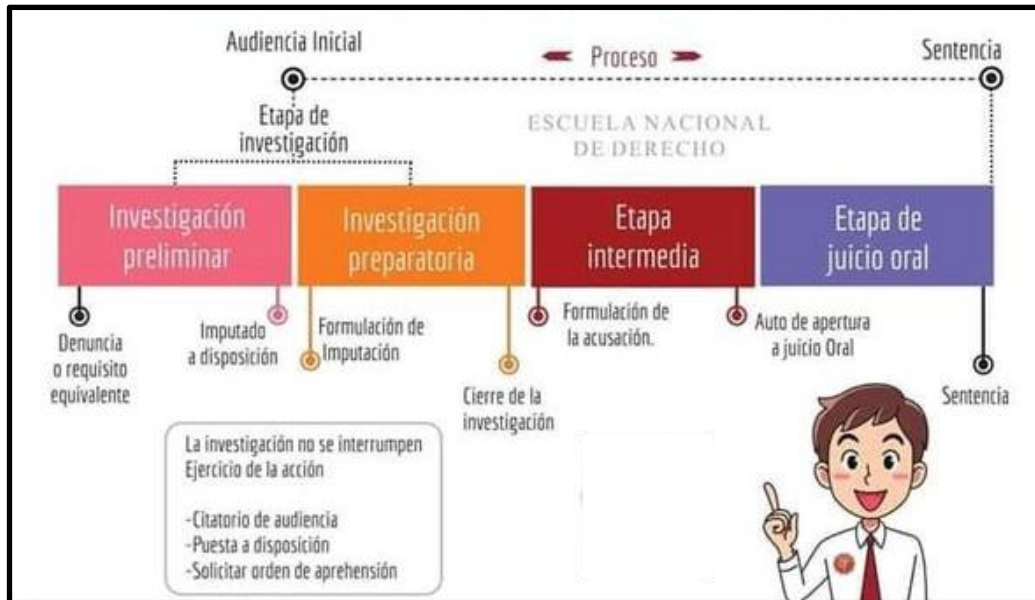 Audiencia Inicial
Proceso
Sentencia
Etapa de
investigación
ESCUELA NACIONAL
DE DERECHO
Investigación
preliminar
Investigación
preparatoria
Etapa
intermedia
Etapa de
juicio oral
Denuncia
o requisito
equivalente
Imputado
a disposición
Formulación de
Imputación
Cierre de la
investigación
Formulación de
la acusación.
Auto de apertura
a juicio Oral
Sentencia
La investigación no se interrumpen
Ejercicio de la acción
-Citatorio de audiencia
-Puesta a disposición
-Solicitar orden de aprehensión